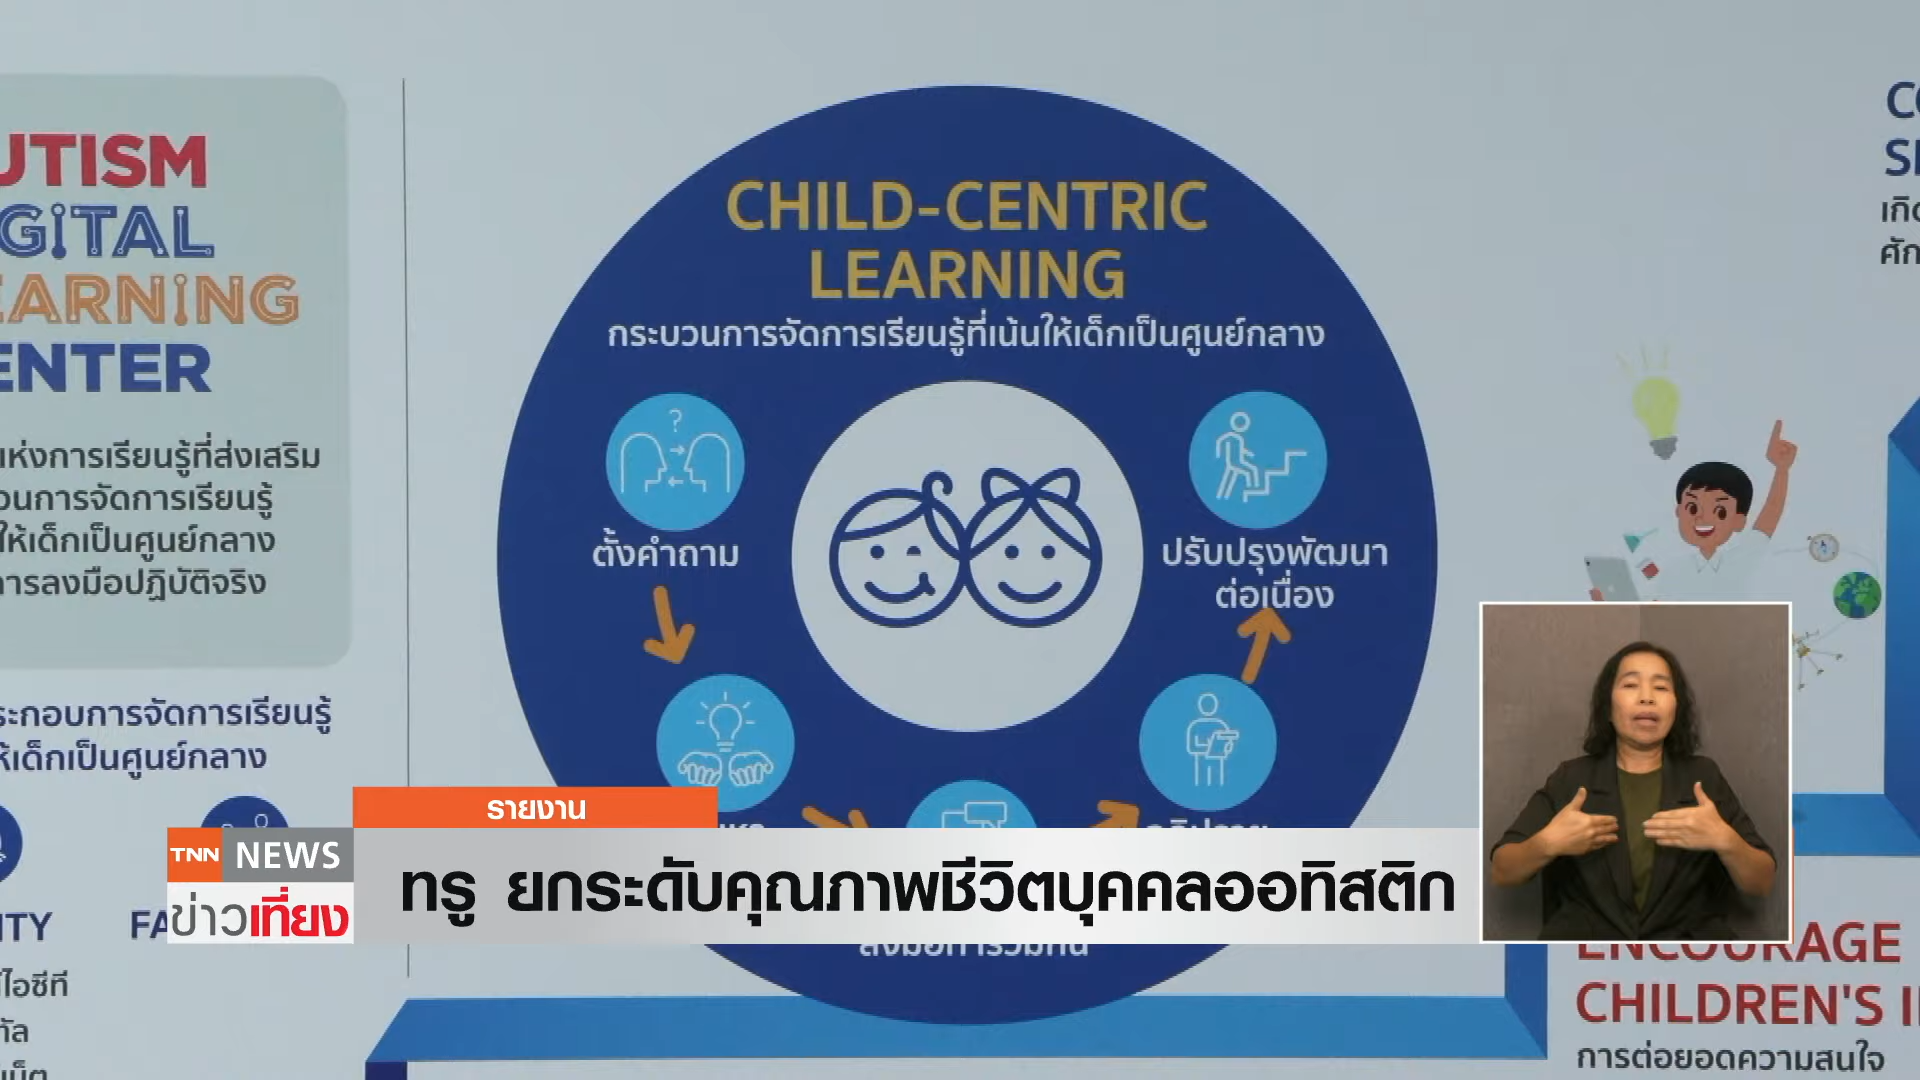 UTISM
GITAL
EARNING
ENTER
แห่งการเรียนรู้ที่ส่งเสริม
วนการจัดการเรียนรู้
ให้เด็กเป็นศูนย์กลาง
การลงมือปฏิบัติจริง
ระกอบการจัดการเรียนรู้
ห้เด็กเป็นศูนย์กลาง
ITY
FA
ไอซีที
CHILD-CENTRIC
LEARNING
กระบวนการจัดการเรียนรู้ที่เน้นให้เด็กเป็นศูนย์กลาง
?
ตั้งคำถาม
ปรับปรุงพัฒนา
ต่อเนื่อง
ENCOURAGE
CHILDREN'S I
การต่อยอดความสนใจ
รายงาน
TNN NEWS
ข่าวเที่ยง
ทรู ยกระดับคุณภาพชีวิตบุคคลออทิสติก